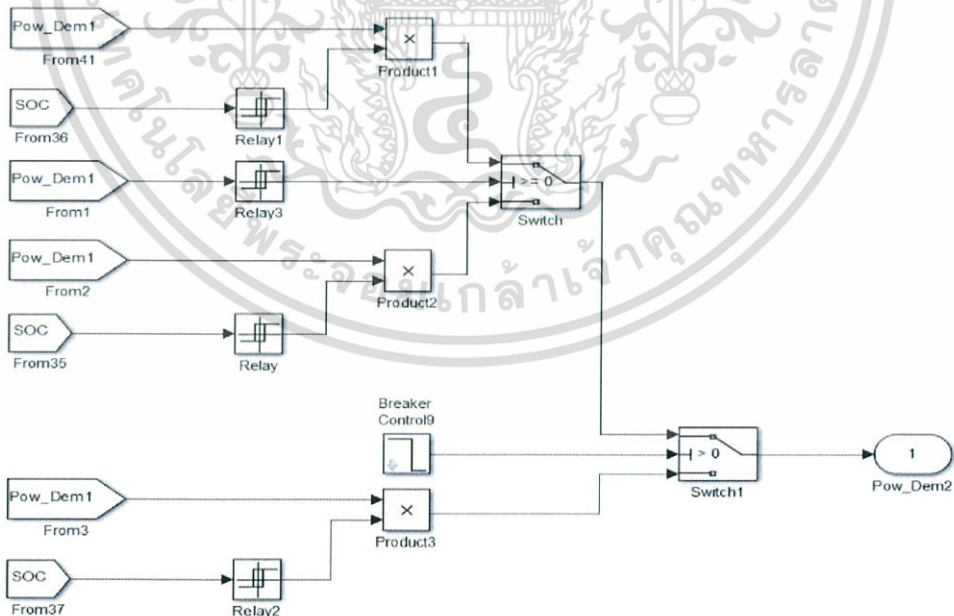 Pow_Dem1
From41
×
Product1
SOC
From36
Relay1
Pow_Dem1
From1
Relay3
>= 0
Switch
Pow_Dem1
From2
×
Product2
SOC
From35
Relay
Breaker
Control9
> 0
Switch1
1
Pow_Dem2
Pow_Dem1
From3
×
Product3
SOC
From37
Relay2